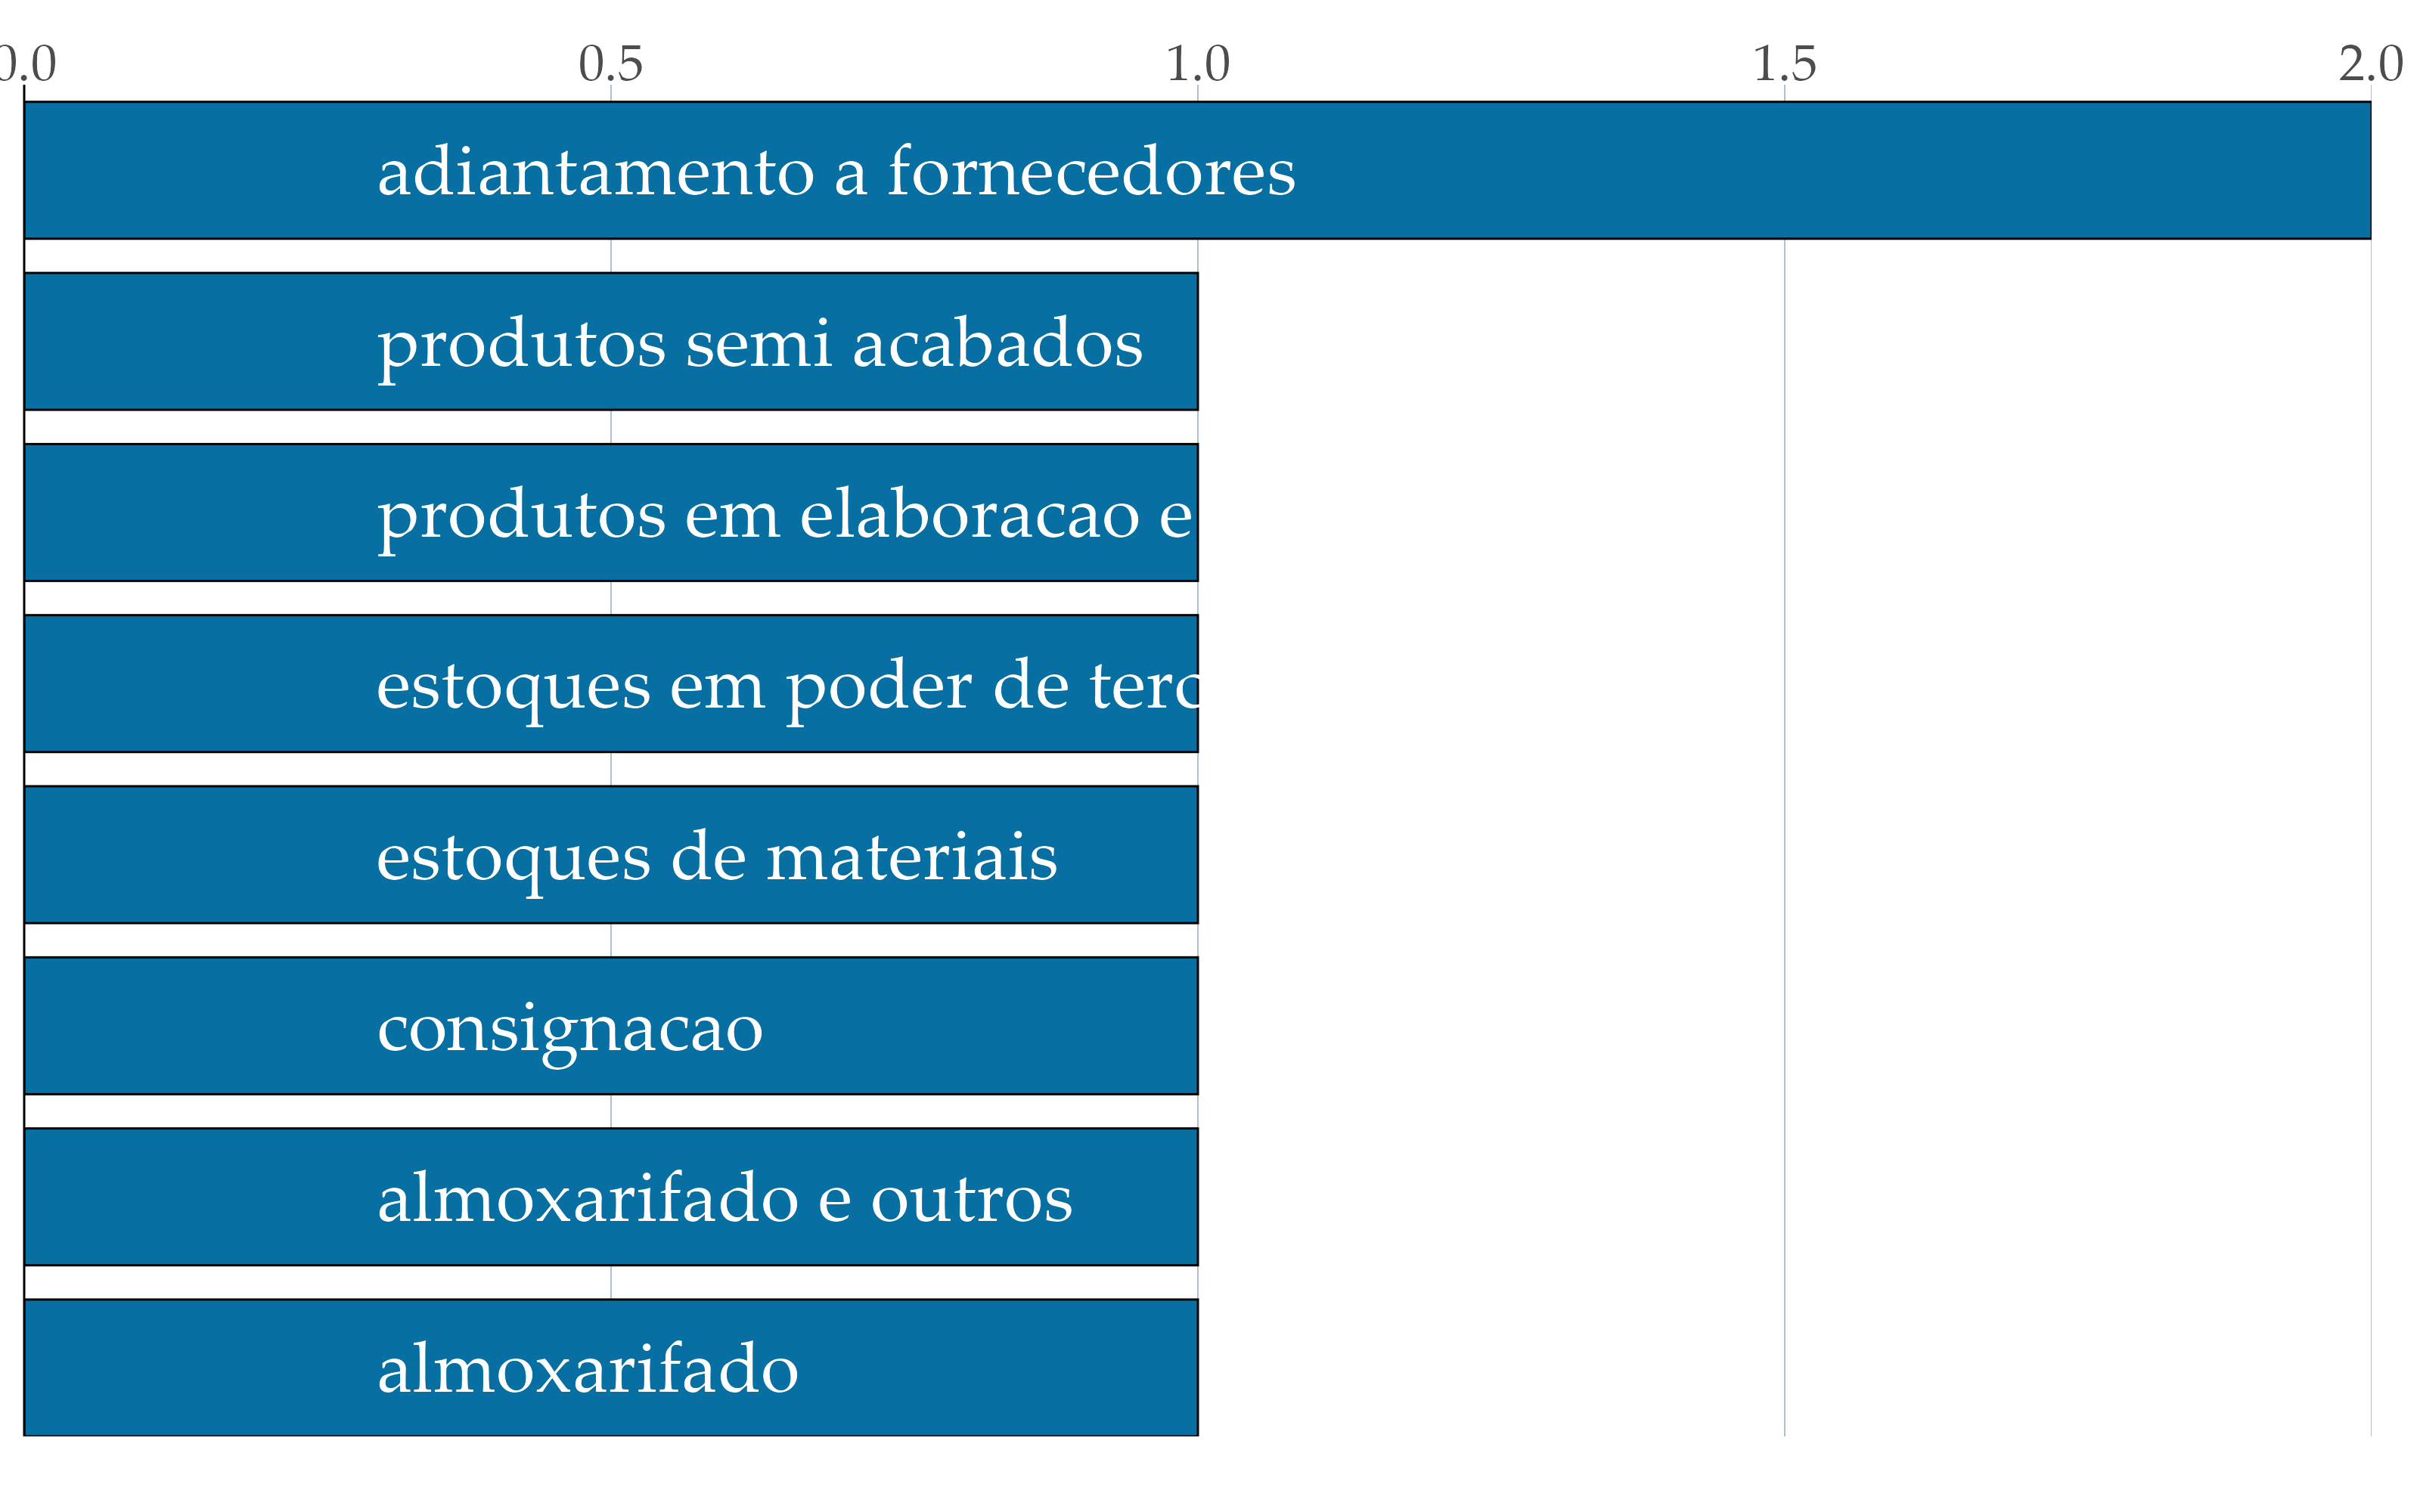 0.0 0.5 1.0 1.5 2.0
adiantamento a fornecedores
produtos semi acabados
produtos em elaboracao e
estoques em poder de
estoques de materiais
consignacao
almoxarifado e outros
almoxarifado